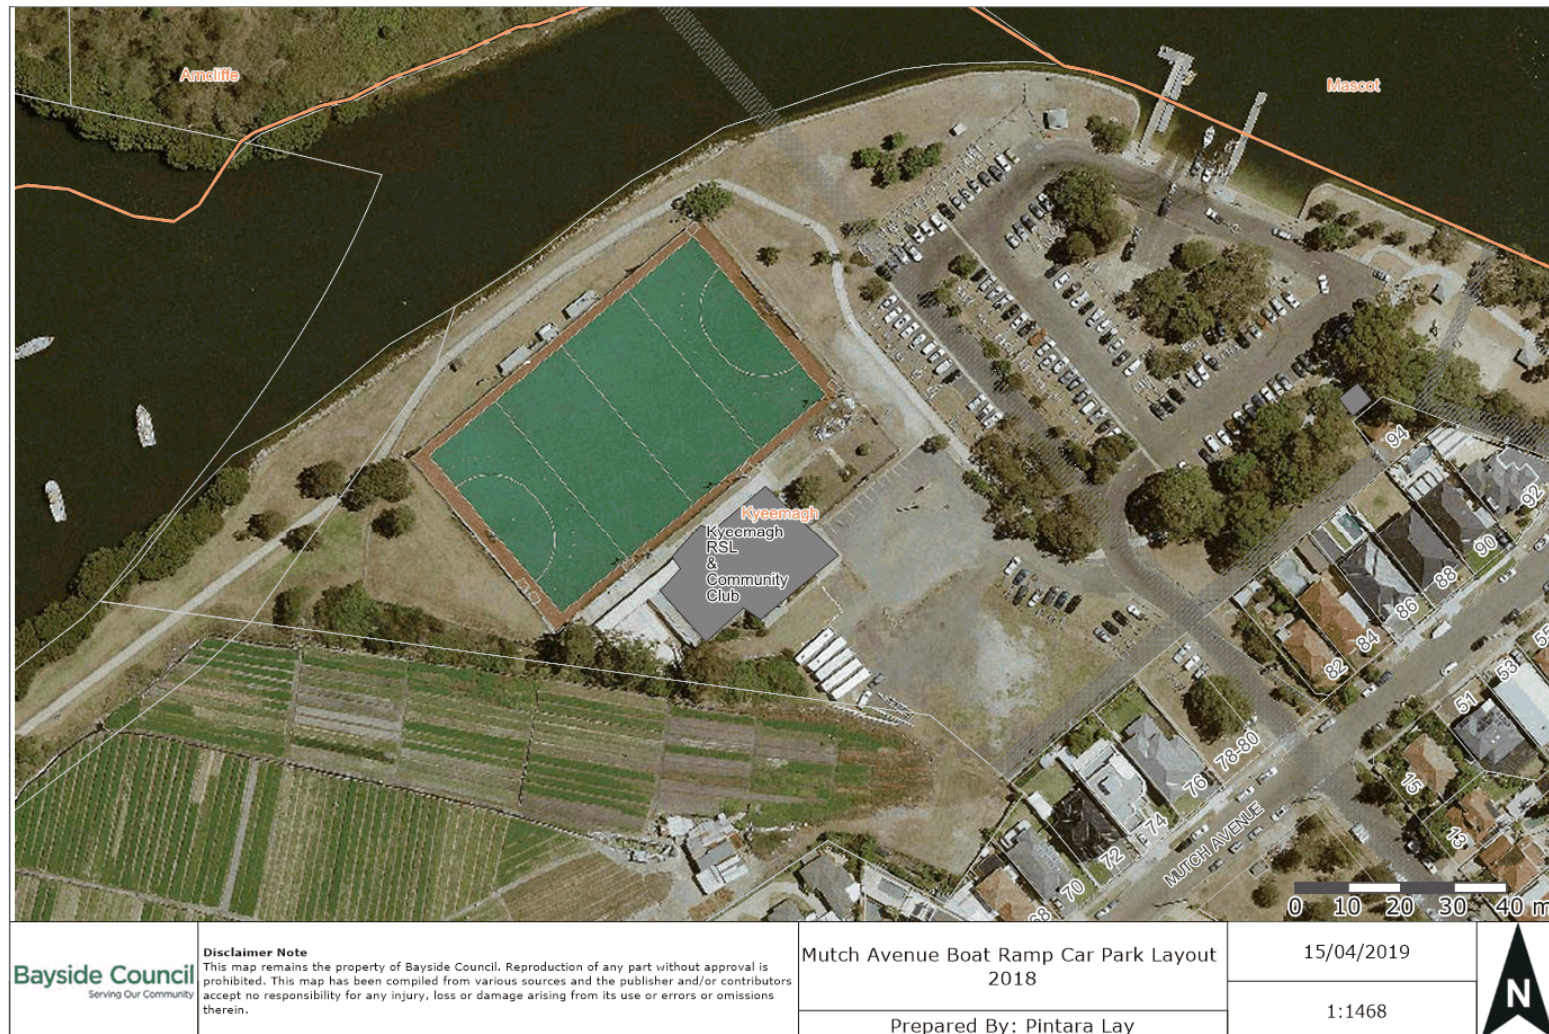 Arncliffe
Mascot
94
92
90
88
86
84
82
Kyeemagh
Kyeemagh
RSL
&
Community
Club
55
53
51
78-80
76
74
72
70
68
15
13
MUTCH AVENUE
0 10 20 30 40 m
Bayside Council
Serving Our Community
Disclaimer Note
This map remains the property of Bayside Council. Reproduction of any part without approval is
prohibited. This map has been compiled from various sources and the publisher and/or contributors
accept no responsibility for any injury, loss or damage arising from its use or errors or omissions
therein.
Mutch Avenue Boat Ramp Car Park Layout
2018
Prepared By: Pintara Lay
15/04/2019
1:1468
N